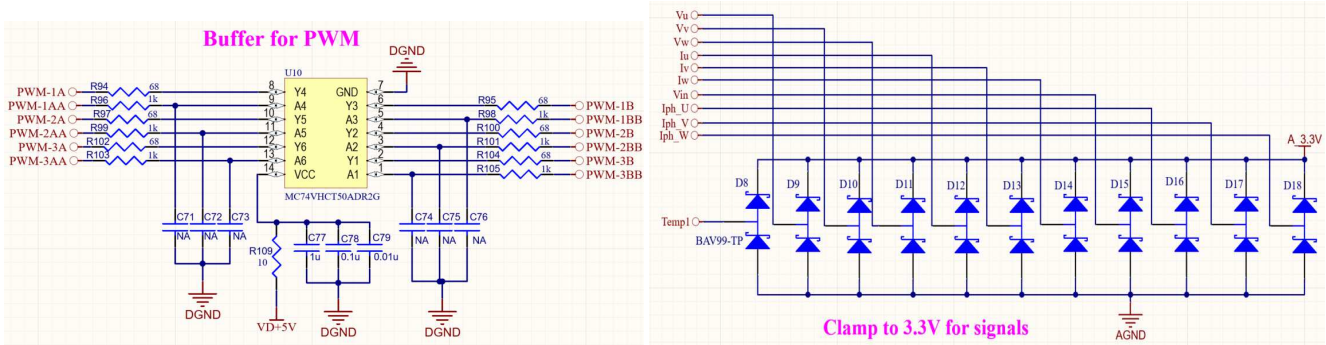 Buffer for PWM
DGND
U10
PWM-1A
R94
68
8
Y4
GND
7
PWM-1AA
R96
1k
9
A4
Y3
6
R95
68
PWM-1B
PWM-2A
R97
68
10
Y5
A3
5
R98
1k
PWM-1BB
PWM-2AA
R99
1k
11
A5
Y2
4
R100
68
PWM-2B
PWM-3A
R102
68
12
Y6
A2
3
R101
1k
PWM-2BB
PWM-3AA
R103
1k
13
A6
Y1
2
R104
68
PWM-3B
14
VCC
A1
1
R105
1k
PWM-3BB
MC74VHCT50ADR2G
C71
C72
C73
NA
NA
NA
C74
C75
C76
NA
NA
NA
R109
10
C77
C78
C79
1u
0.1u
0.01u
DGND
VD+5V
DGND
DGND
Vu
Vv
Vw
Iu
Iv
Iw
Vin
Iph_U
Iph_V
Iph_W
A_3.3V
D8
D9
D10
D11
D12
D13
D14
D15
D16
D17
D18
Temp1
BAV99-TP
AGND
Clamp to 3.3V for signals